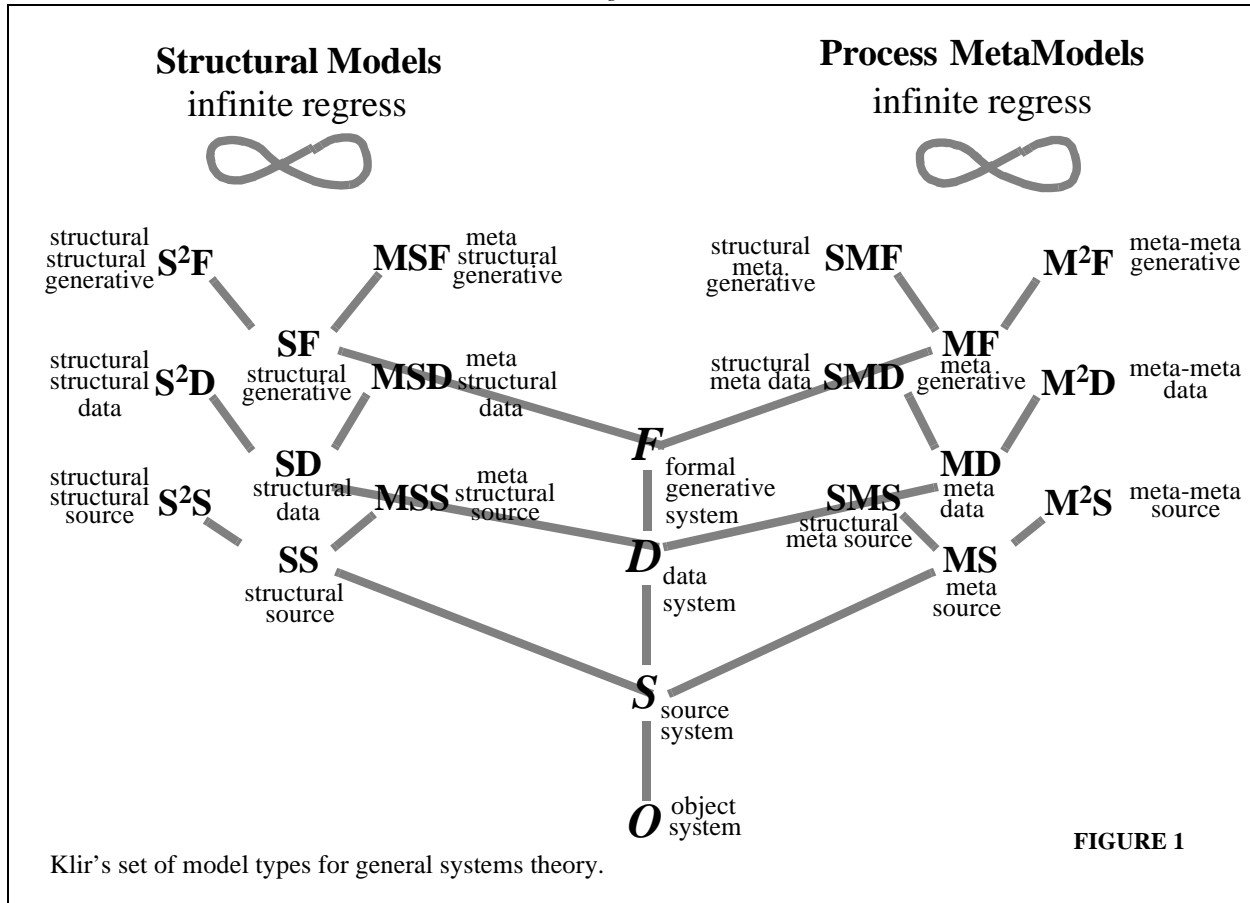 Structural Models
infinite regress
Process MetaModels
infinite regress
structural
structural
generative
S²F
MSF
meta
structural
generative
structural
meta.
generative
SMF
M²F
meta-meta
generative
SF
structural
generative
MF
meta
generative
structural
structural
data
S²D
MSD
meta
structural
data
structural
meta data
SMD
M²D
meta-meta
data
F
formal
generative
system
SD
structural
data
MD
meta
data
structural
structural
source
S²S
MSS
meta
structural
source
SMS
structural
meta source
M²S
meta-meta
source
D
data
system
SS
structural
source
MS
meta
source
S
source
system
O
object
system
FIGURE 1
Klir's set of model types for general systems theory.